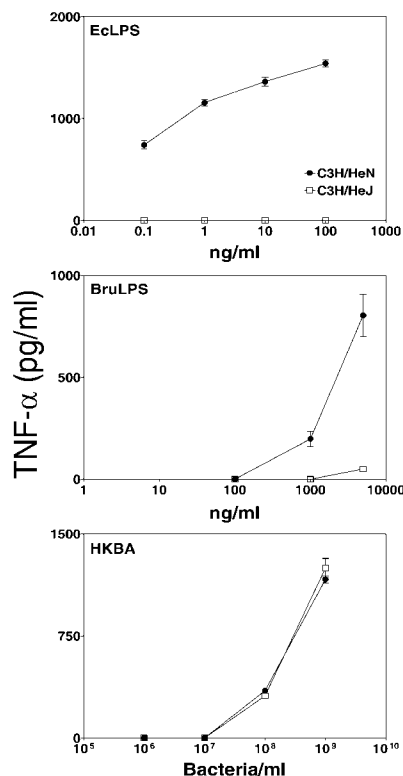 TNF-α (pg/ml)
EcLPS
2000
1000
0
C3H/HeN
C3H/HeJ
0.01 0.1 1 10 100 1000
ng/ml
BruLPS
1000
500
0
1 10 100 1000 10000
ng/ml
HKBA
1500
750
0
10⁵ 10⁶ 10⁷ 10⁸ 10⁹ 10¹⁰
Bacteria/ml